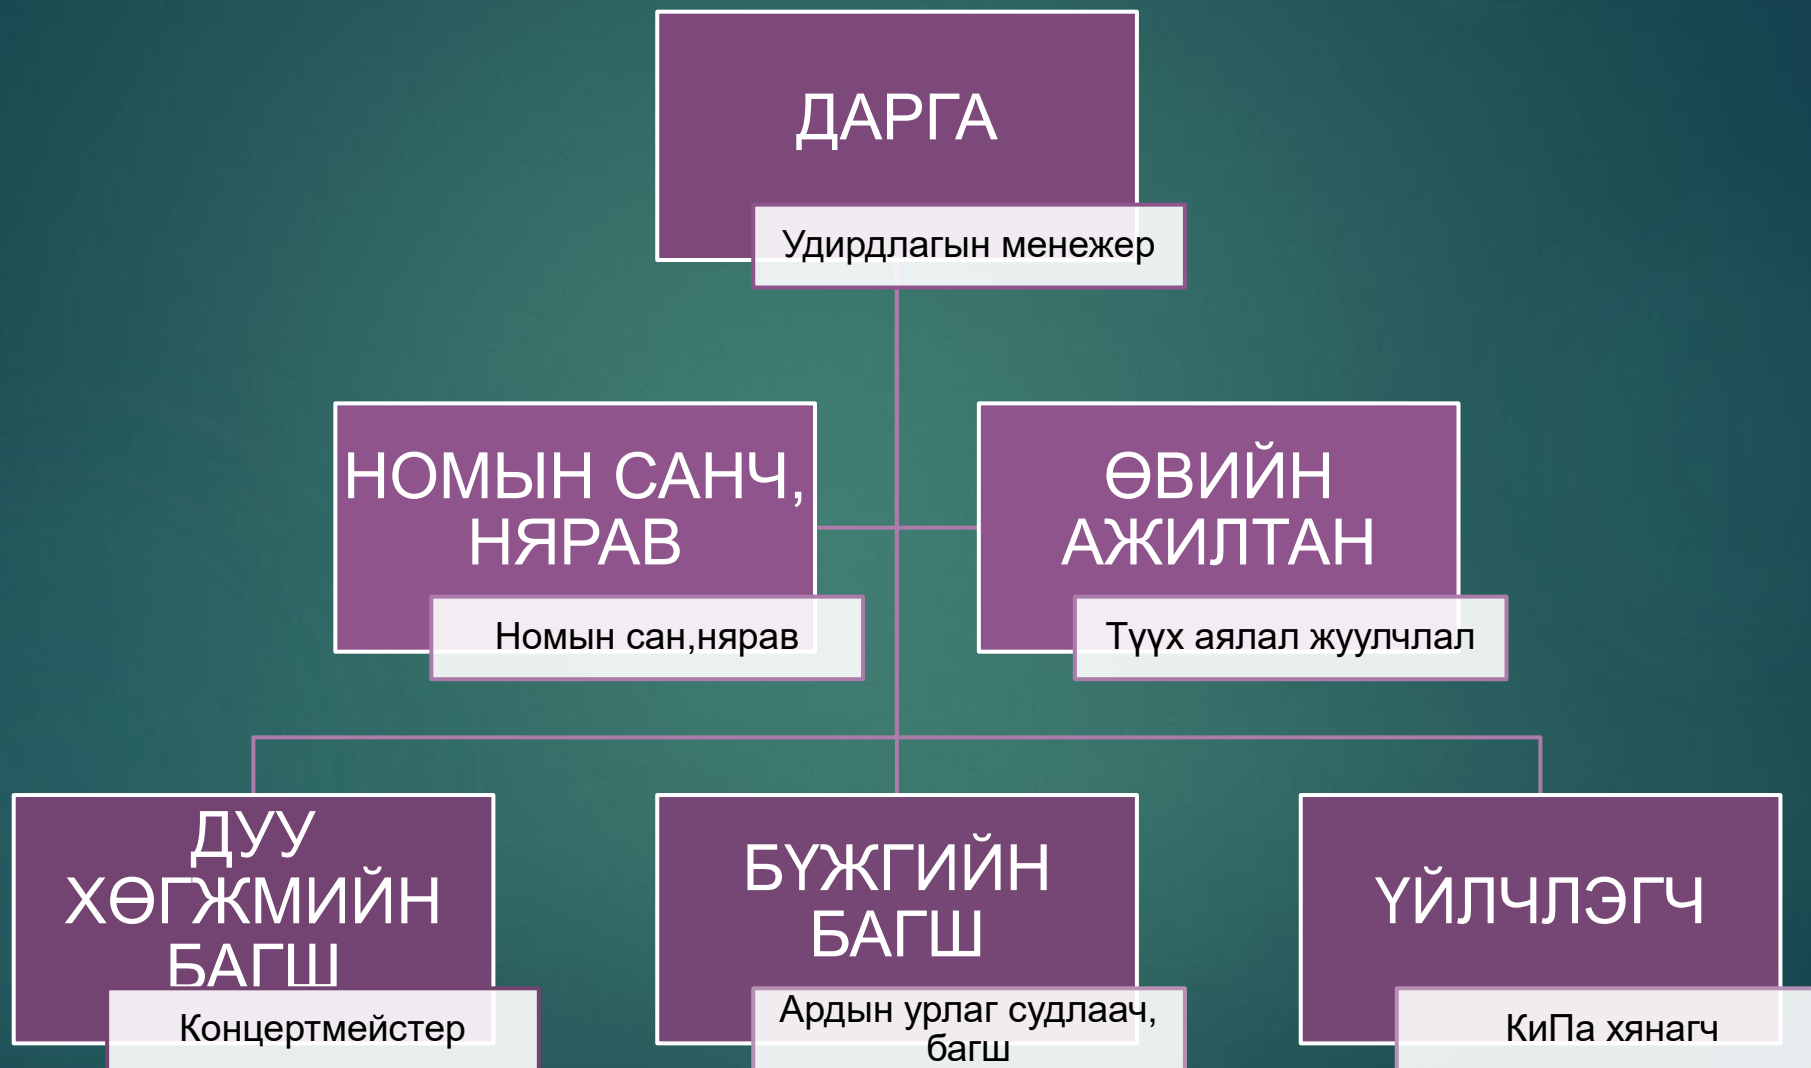 ДАРГА
Удирдлагын менежер
НОМЫН САНЧ,
НЯРАВ
Номын сан,нярав
ӨВИЙН
АЖИЛТАН
Түүх аялал жуулчлал
ДУУ
ХӨГЖМИЙН
БАГШ
Концертмейстер
БҮЖГИЙН
БАГШ
Ардын урлаг судлаач,
багш
ҮЙЛЧЛЭГЧ
КиПа хянагч